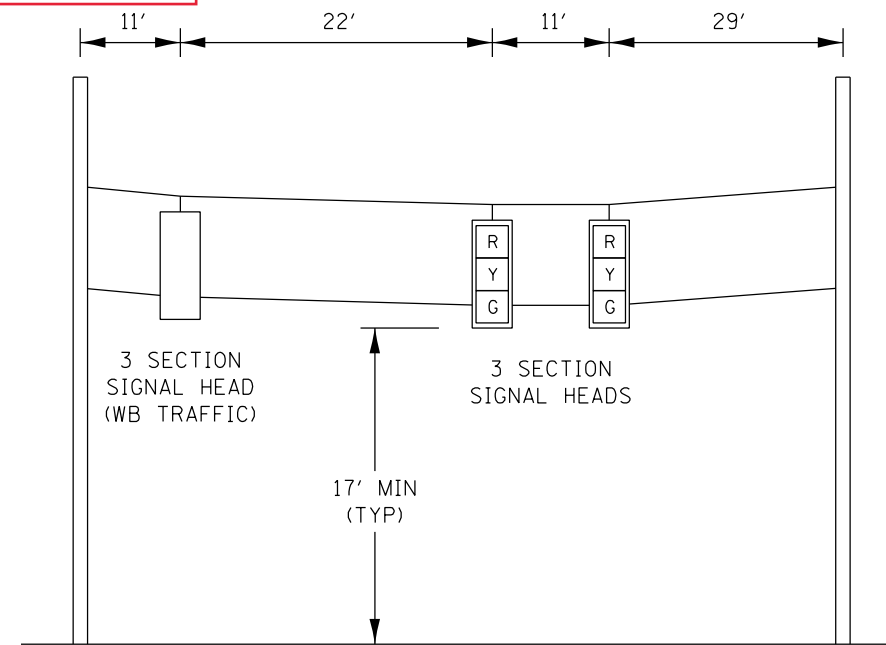 11' 22' 11' 29'
R R
Y Y
G G
3 SECTION
SIGNAL HEAD
(WB TRAFFIC)
3 SECTION
SIGNAL HEADS
17' MIN
(TYP)